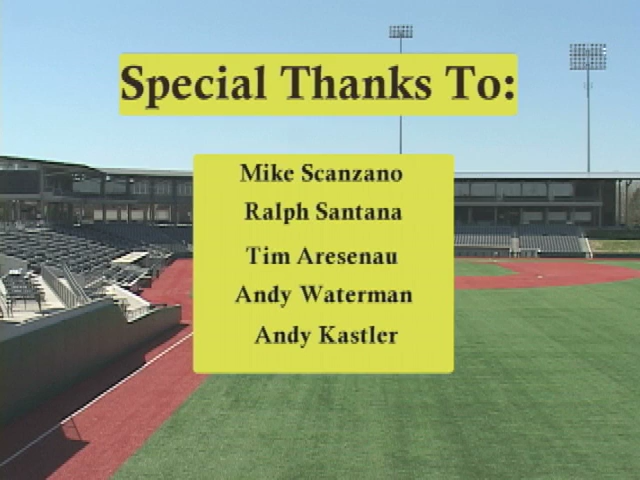 Special Thanks To:
Mike Scanzano
Ralph Santana
Tim Aresenau
Andy Waterman
Andy Kastler